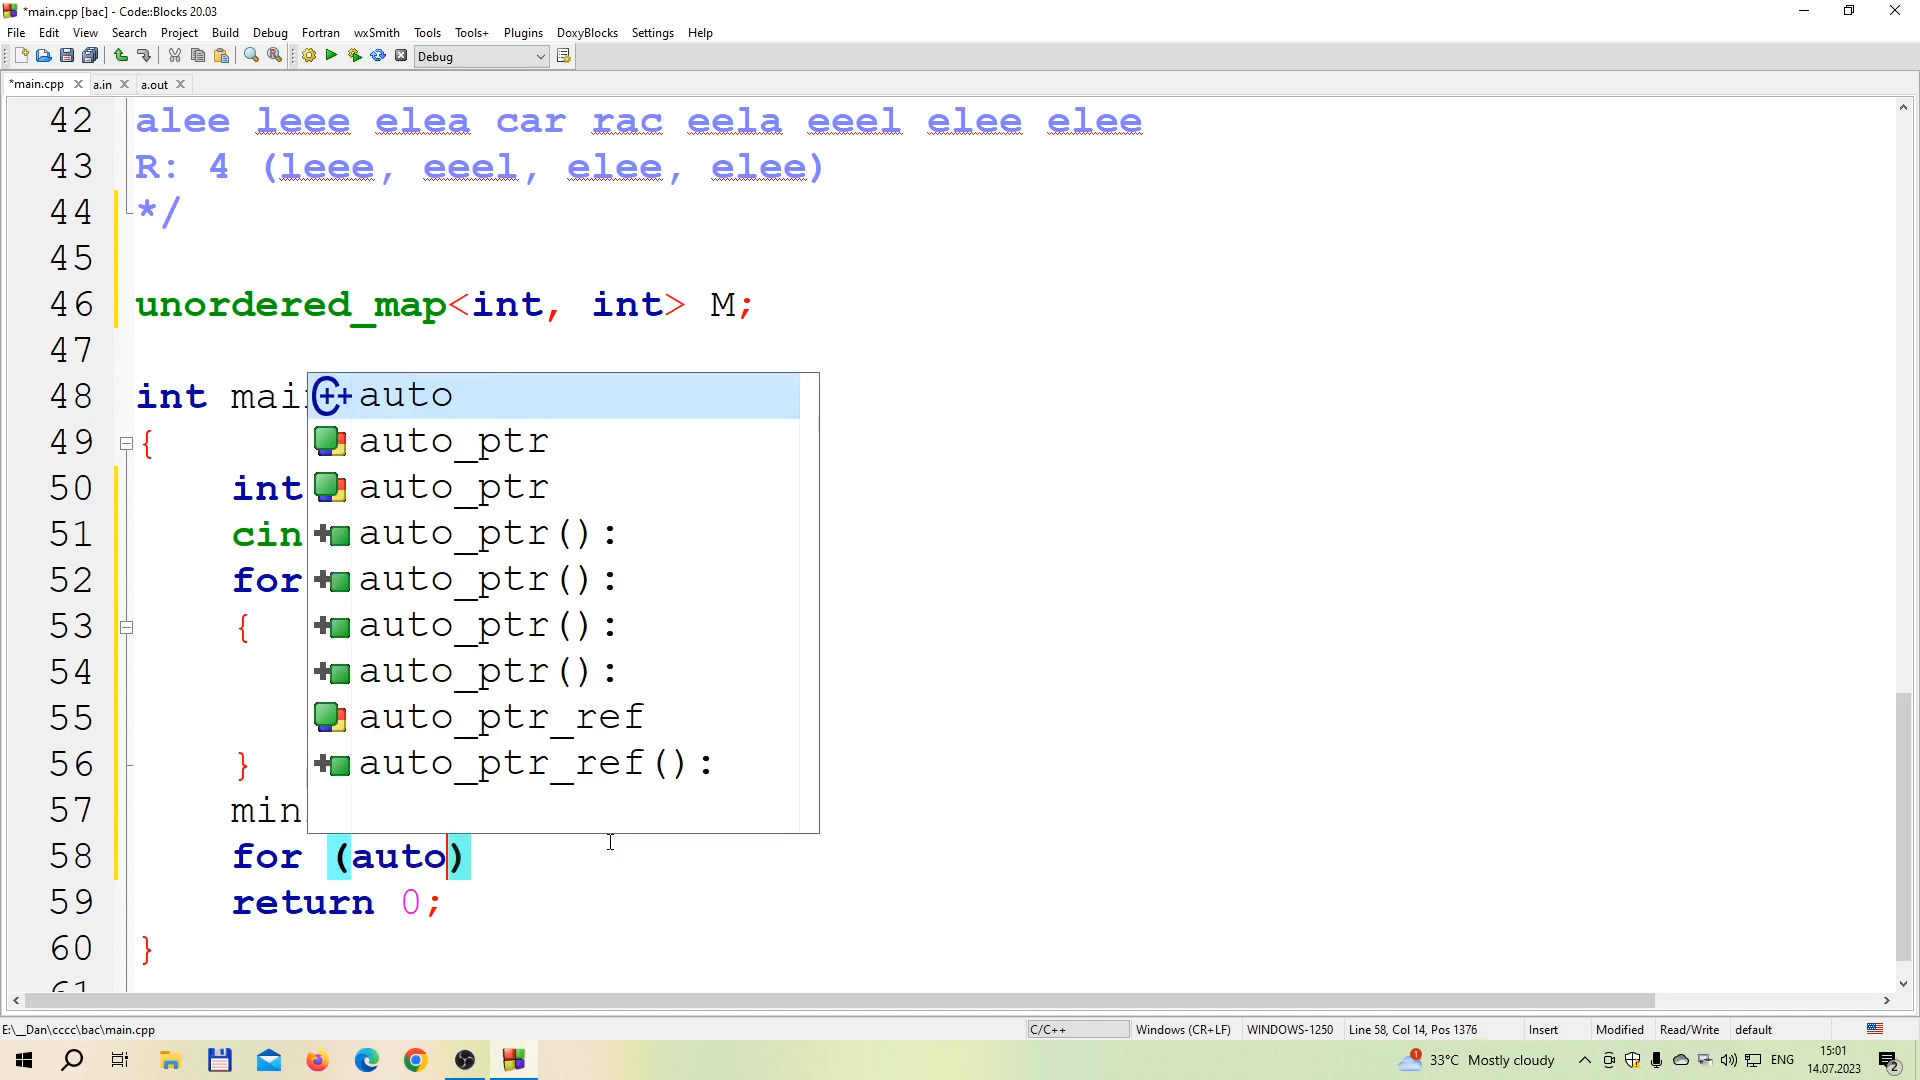 *main.cpp [bac] - Code::Blocks 20.03
File Edit View Search Project Build Debug Fortran wxSmith Tools Tools+ Plugins DoxyBlocks Settings Help
Debug
*main.cpp a.in a.out
42 alee leee elea car rac eela eeel elee elee
43 R: 4 (leee, eeel, elee, elee)
44 */
45
46 unordered_map<int, int> M;
47
48 int mai
49 {
50 int
51 cin
52 for
53 {
54
55
56 }
57 min
58 for (auto)
59 return 0;
60 }
61
auto
auto_ptr
auto_ptr
auto_ptr():
auto_ptr():
auto_ptr():
auto_ptr():
auto_ptr_ref
auto_ptr_ref():
E:\__Dan\cccc\bac\main.cpp C/C++ Windows (CR+LF) WINDOWS-1250 Line 58, Col 14, Pos 1376 Insert Modified Read/Write default
1 33°C Mostly cloudy ENG 15:01 2
14.07.2023